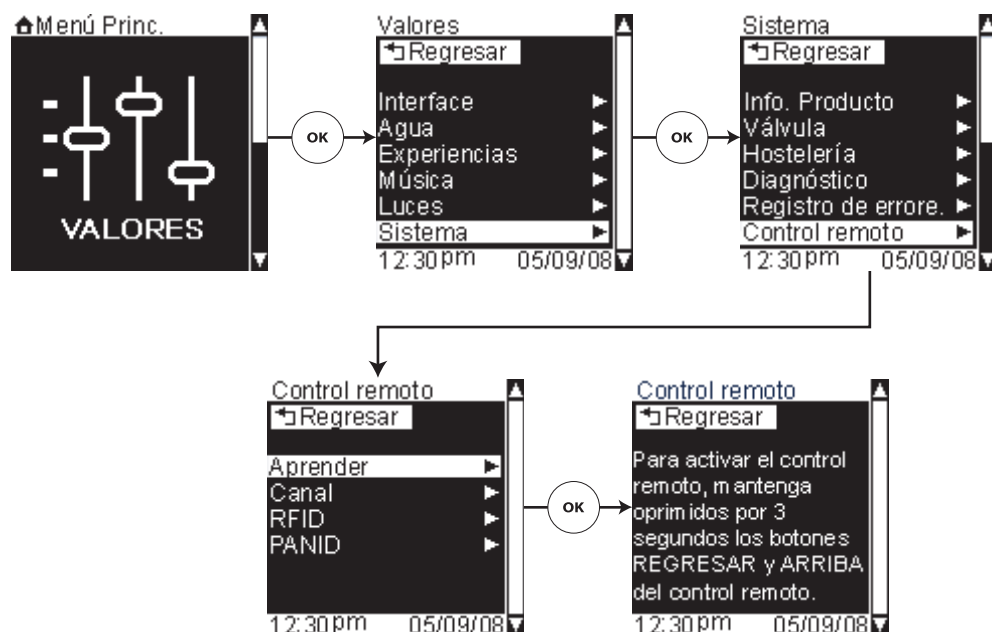 Menú Princ.
VALORES
OK
Valores
Regresar
Interface
Agua
Experiencias
Música
Luces
Sistema
12:30pm 05/09/08
OK
Sistema
Regresar
Info. Producto
Válvula
Hostelería
Diagnóstico
Registro de errore.
Control remoto
12:30pm 05/09/08
Control remoto
Regresar
Aprender
Canal
RFID
PANID
12:30pm 05/09/08
OK
Control remoto
Regresar
Para activar el control
remoto, mantenga
oprimidos por 3
segundos los botones
REGRESAR y ARRIBA
del control remoto.
12:30pm 05/09/08